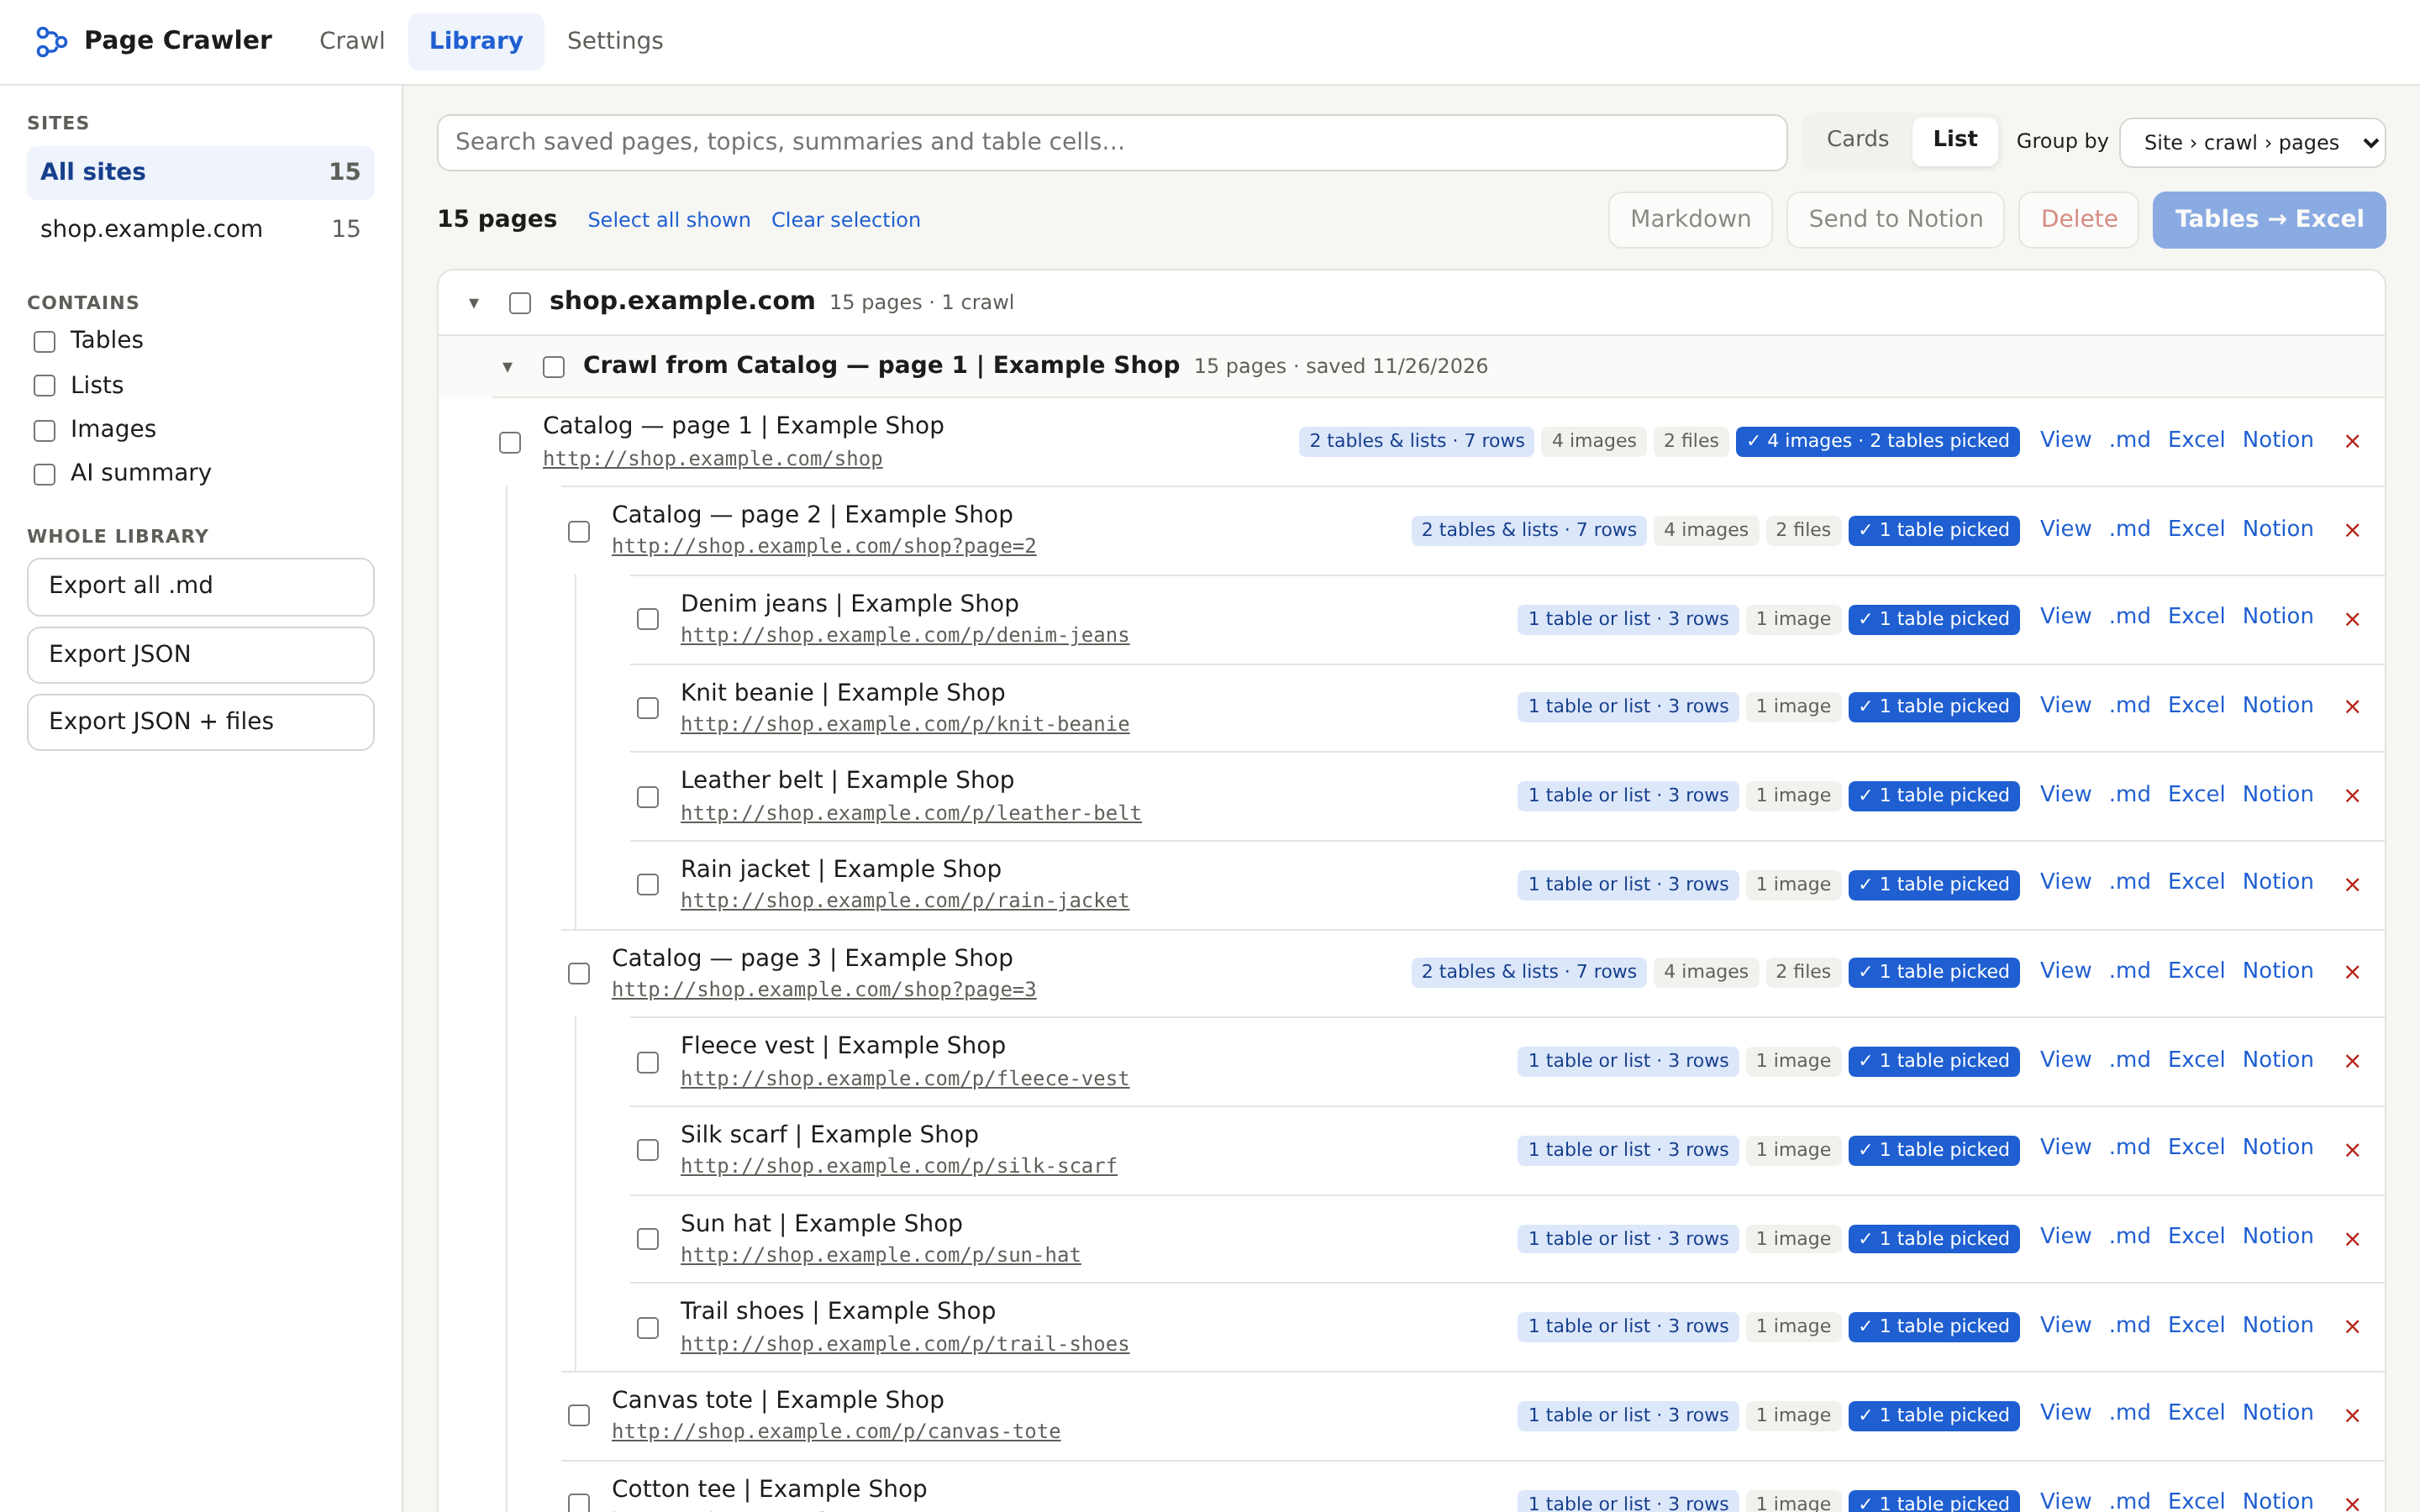 Page Crawler Crawl Library Settings
SITES
All sites 15
shop.example.com 15
CONTAINS
Tables
Lists
Images
AI summary
WHOLE LIBRARY
Export all .md
Export JSON
Export JSON + files
Search saved pages, topics, summaries and table cells... Cards List Group by Site › crawl › pages
15 pages Select all shown Clear selection Markdown Send to Notion Delete Tables → Excel
▾ shop.example.com 15 pages · 1 crawl
▾ Crawl from Catalog — page 1 | Example Shop 15 pages · saved 11/26/2026
Catalog — page 1 | Example Shop
http://shop.example.com/shop
2 tables & lists · 7 rows 4 images 2 files ✓ 4 images · 2 tables picked View .md Excel Notion ×
Catalog — page 2 | Example Shop
http://shop.example.com/shop?page=2
2 tables & lists · 7 rows 4 images 2 files ✓ 1 table picked View .md Excel Notion ×
Denim jeans | Example Shop
http://shop.example.com/p/denim-jeans
1 table or list · 3 rows 1 image ✓ 1 table picked View .md Excel Notion ×
Knit beanie | Example Shop
http://shop.example.com/p/knit-beanie
1 table or list · 3 rows 1 image ✓ 1 table picked View .md Excel Notion ×
Leather belt | Example Shop
http://shop.example.com/p/leather-belt
1 table or list · 3 rows 1 image ✓ 1 table picked View .md Excel Notion ×
Rain jacket | Example Shop
http://shop.example.com/p/rain-jacket
1 table or list · 3 rows 1 image ✓ 1 table picked View .md Excel Notion ×
Catalog — page 3 | Example Shop
http://shop.example.com/shop?page=3
2 tables & lists · 7 rows 4 images 2 files ✓ 1 table picked View .md Excel Notion ×
Fleece vest | Example Shop
http://shop.example.com/p/fleece-vest
1 table or list · 3 rows 1 image ✓ 1 table picked View .md Excel Notion ×
Silk scarf | Example Shop
http://shop.example.com/p/silk-scarf
1 table or list · 3 rows 1 image ✓ 1 table picked View .md Excel Notion ×
Sun hat | Example Shop
http://shop.example.com/p/sun-hat
1 table or list · 3 rows 1 image ✓ 1 table picked View .md Excel Notion ×
Trail shoes | Example Shop
http://shop.example.com/p/trail-shoes
1 table or list · 3 rows 1 image ✓ 1 table picked View .md Excel Notion ×
Canvas tote | Example Shop
http://shop.example.com/p/canvas-tote
1 table or list · 3 rows 1 image ✓ 1 table picked View .md Excel Notion ×
Cotton tee | Example Shop
1 table or list · 3 rows 1 image ✓ 1 table picked View .md Excel Notion ×